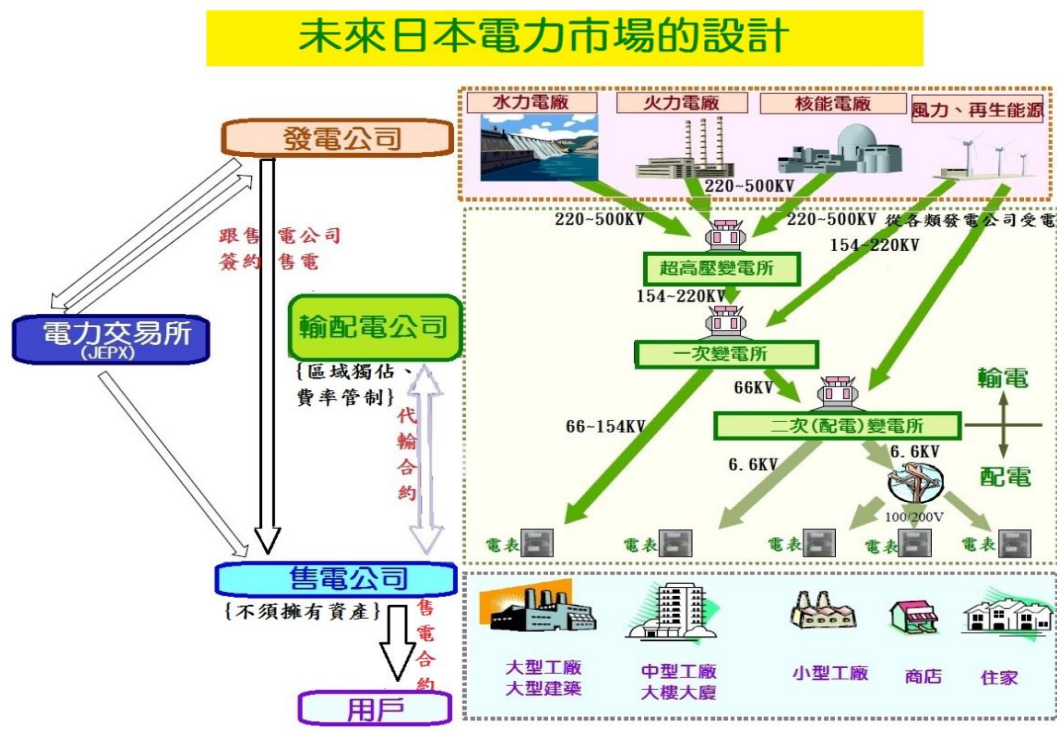 未來日本電力市場的設計
發電公司
跟售電公司
簽約售電
電力交易所
(JEPX)
輸配電公司
{區域獨佔、
費率管制}
代輸合約
售電公司
{不須擁有資產}
售電合約
用戶
水力電廠
火力電廠
核能電廠
風力、再生能源
220~500KV
220~500KV
220~500KV 從各類發電公司受電
154~220KV
超高壓變電所
154~220KV
一次變電所
66KV
66~154KV
二次(配電)變電所
輸電
配電
6.6KV
6.6KV
100/200V
電表
電表
電表
電表
電表
大型工廠
大型建築
中型工廠
大樓大廈
小型工廠
商店
住家